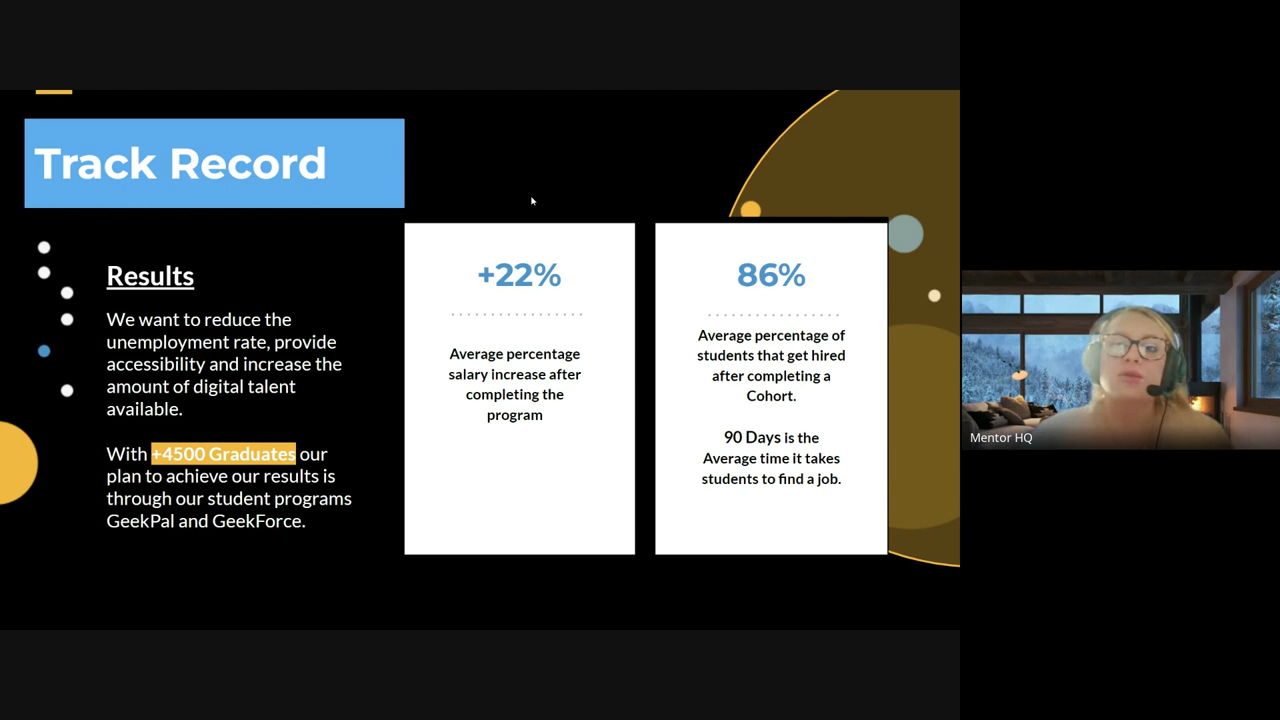 Track Record
Results
We want to reduce the
unemployment rate, provide
accessibility and increase the
amount of digital talent
available.
With +4500 Graduates our
plan to achieve our results is
through our student programs
GeekPal and GeekForce.
+22%
Average percentage
salary increase after
completing the
program
86%
Average percentage of
students that get hired
after completing a
Cohort.
90 Days is the
Average time it takes
students to find a job.
Mentor HQ